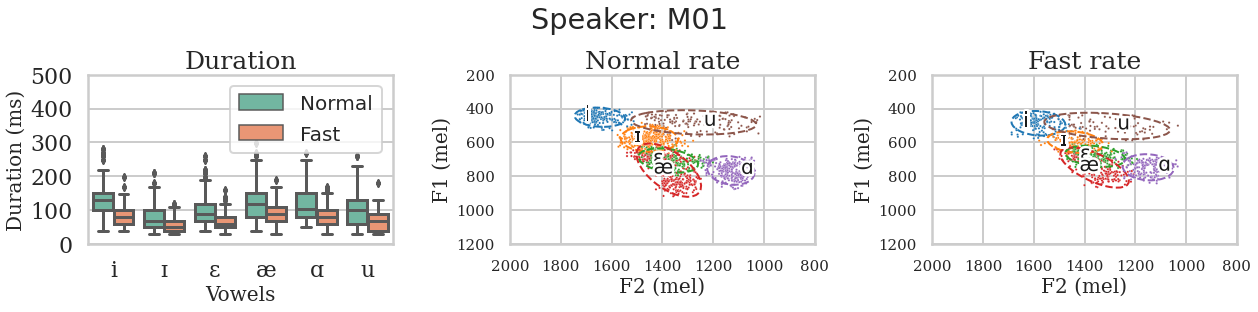 Speaker: M01
Duration
500
400
300
200
100
0
Duration (ms)
Normal
Fast
i ɪ ɛ æ ɑ u
Vowels
Normal rate
200
400
600
800
1000
1200
F1 (mel)
i
u
ɪ
ɛ
æ
ɑ
2000 1800 1600 1400 1200 1000 800
F2 (mel)
Fast rate
200
400
600
800
1000
1200
F1 (mel)
i
u
ɪ
ɛ
æ
ɑ
2000 1800 1600 1400 1200 1000 800
F2 (mel)